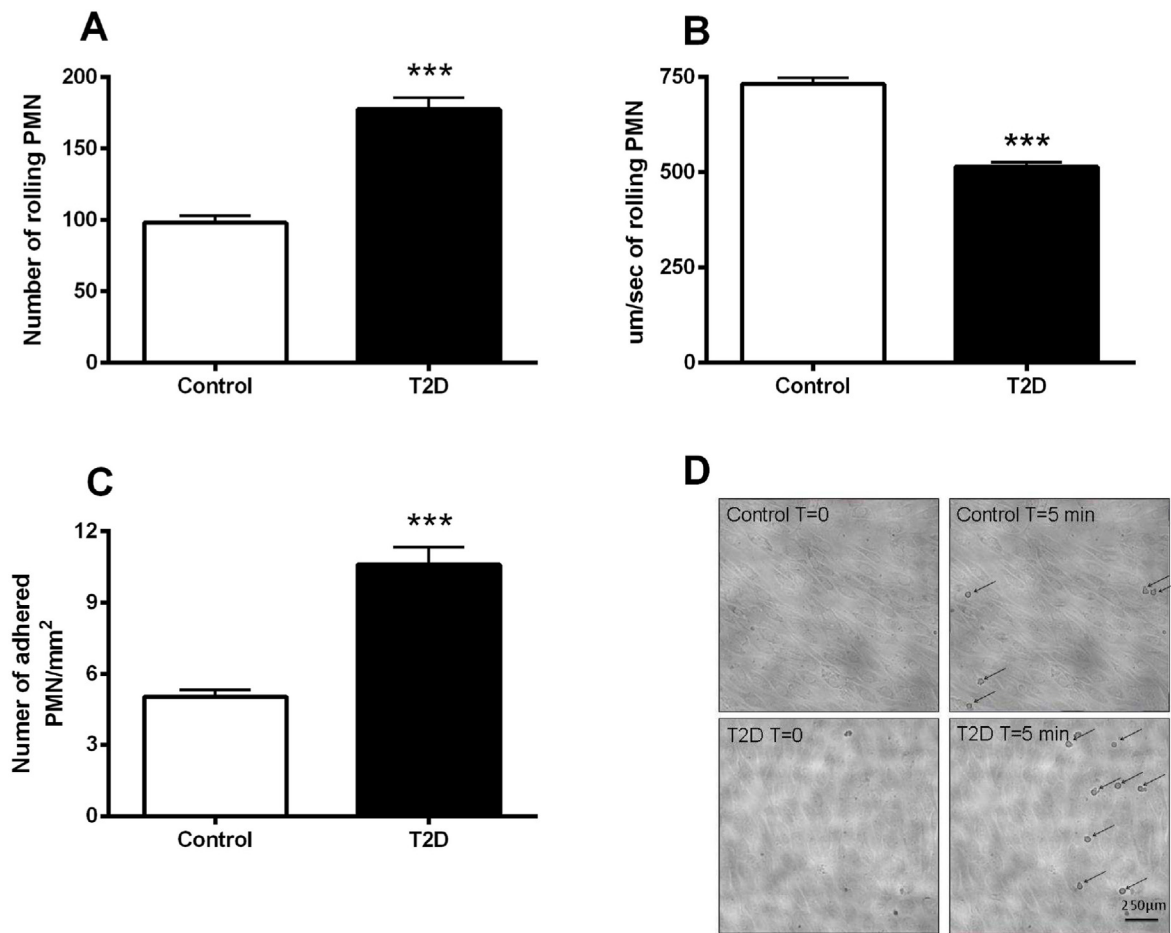 A
Number of rolling PMN
200
150
100
50
0
***
Control
T2D
B
um/sec of rolling PMN
750
500
250
0
***
Control
T2D
C
Numer of adhered
PMN/mm²
12
9
6
3
0
***
Control
T2D
D
Control T=0
Control T=5 min
T2D T=0
T2D T=5 min
250µm